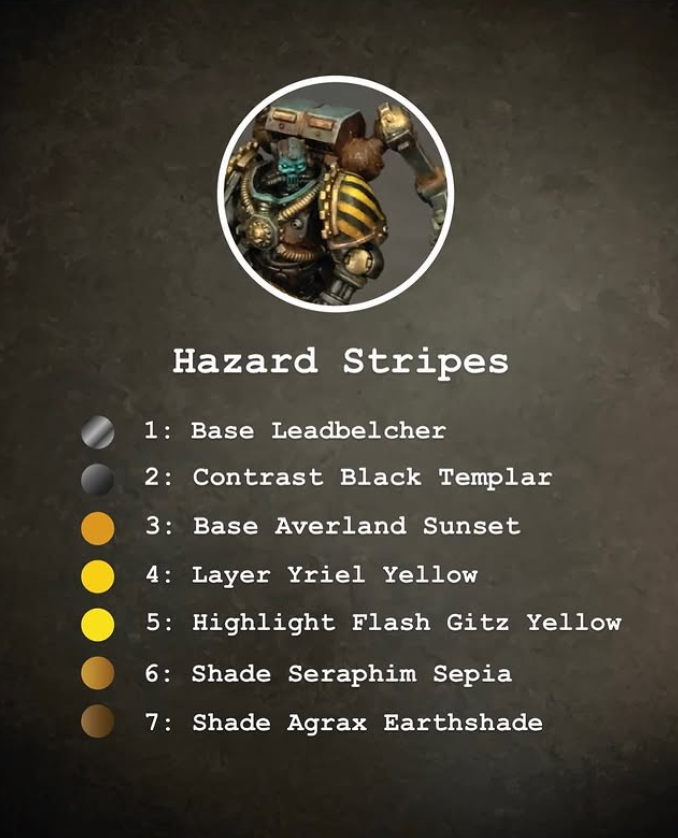 Hazard Stripes
1: Base Leadbelcher
2: Contrast Black Templar
3: Base Averland Sunset
4: Layer Yriel Yellow
5: Highlight Flash Gitz Yellow
6: Shade Seraphim Sepia
7: Shade Agrax Earthshade